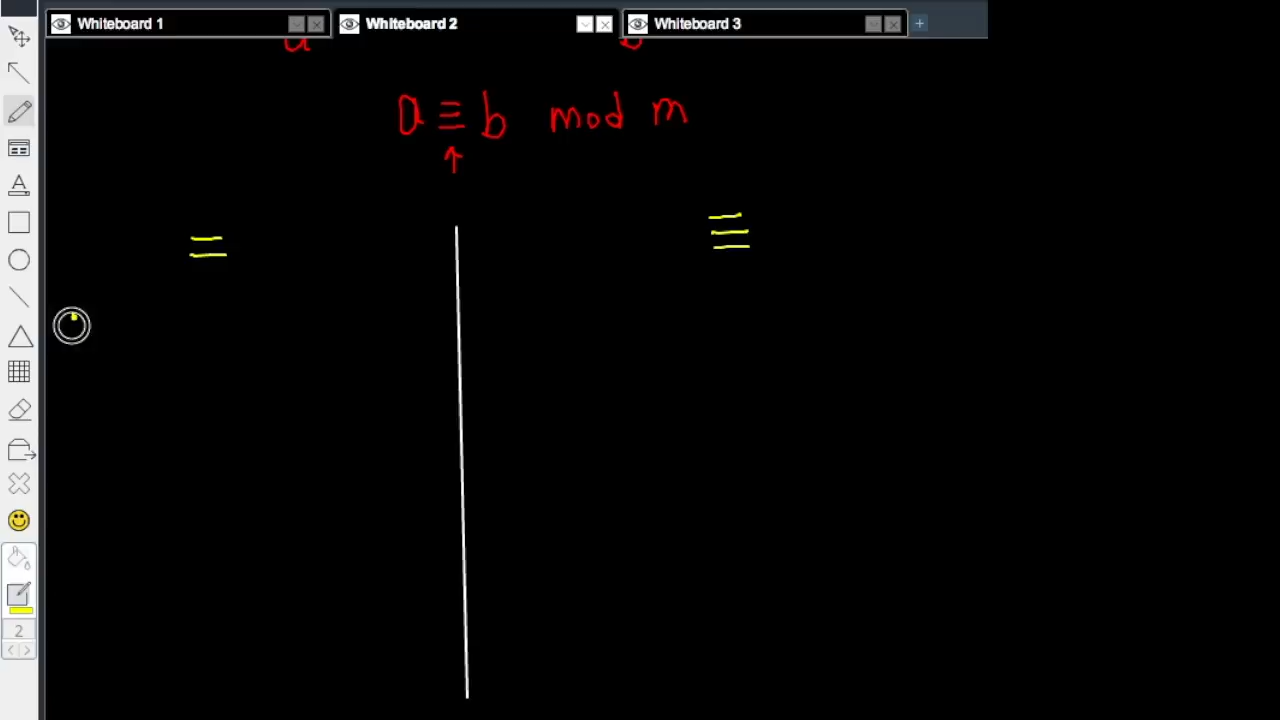 Whiteboard 1 Whiteboard 2 Whiteboard 3
a ≡ b mod m
↑
= ≡
2